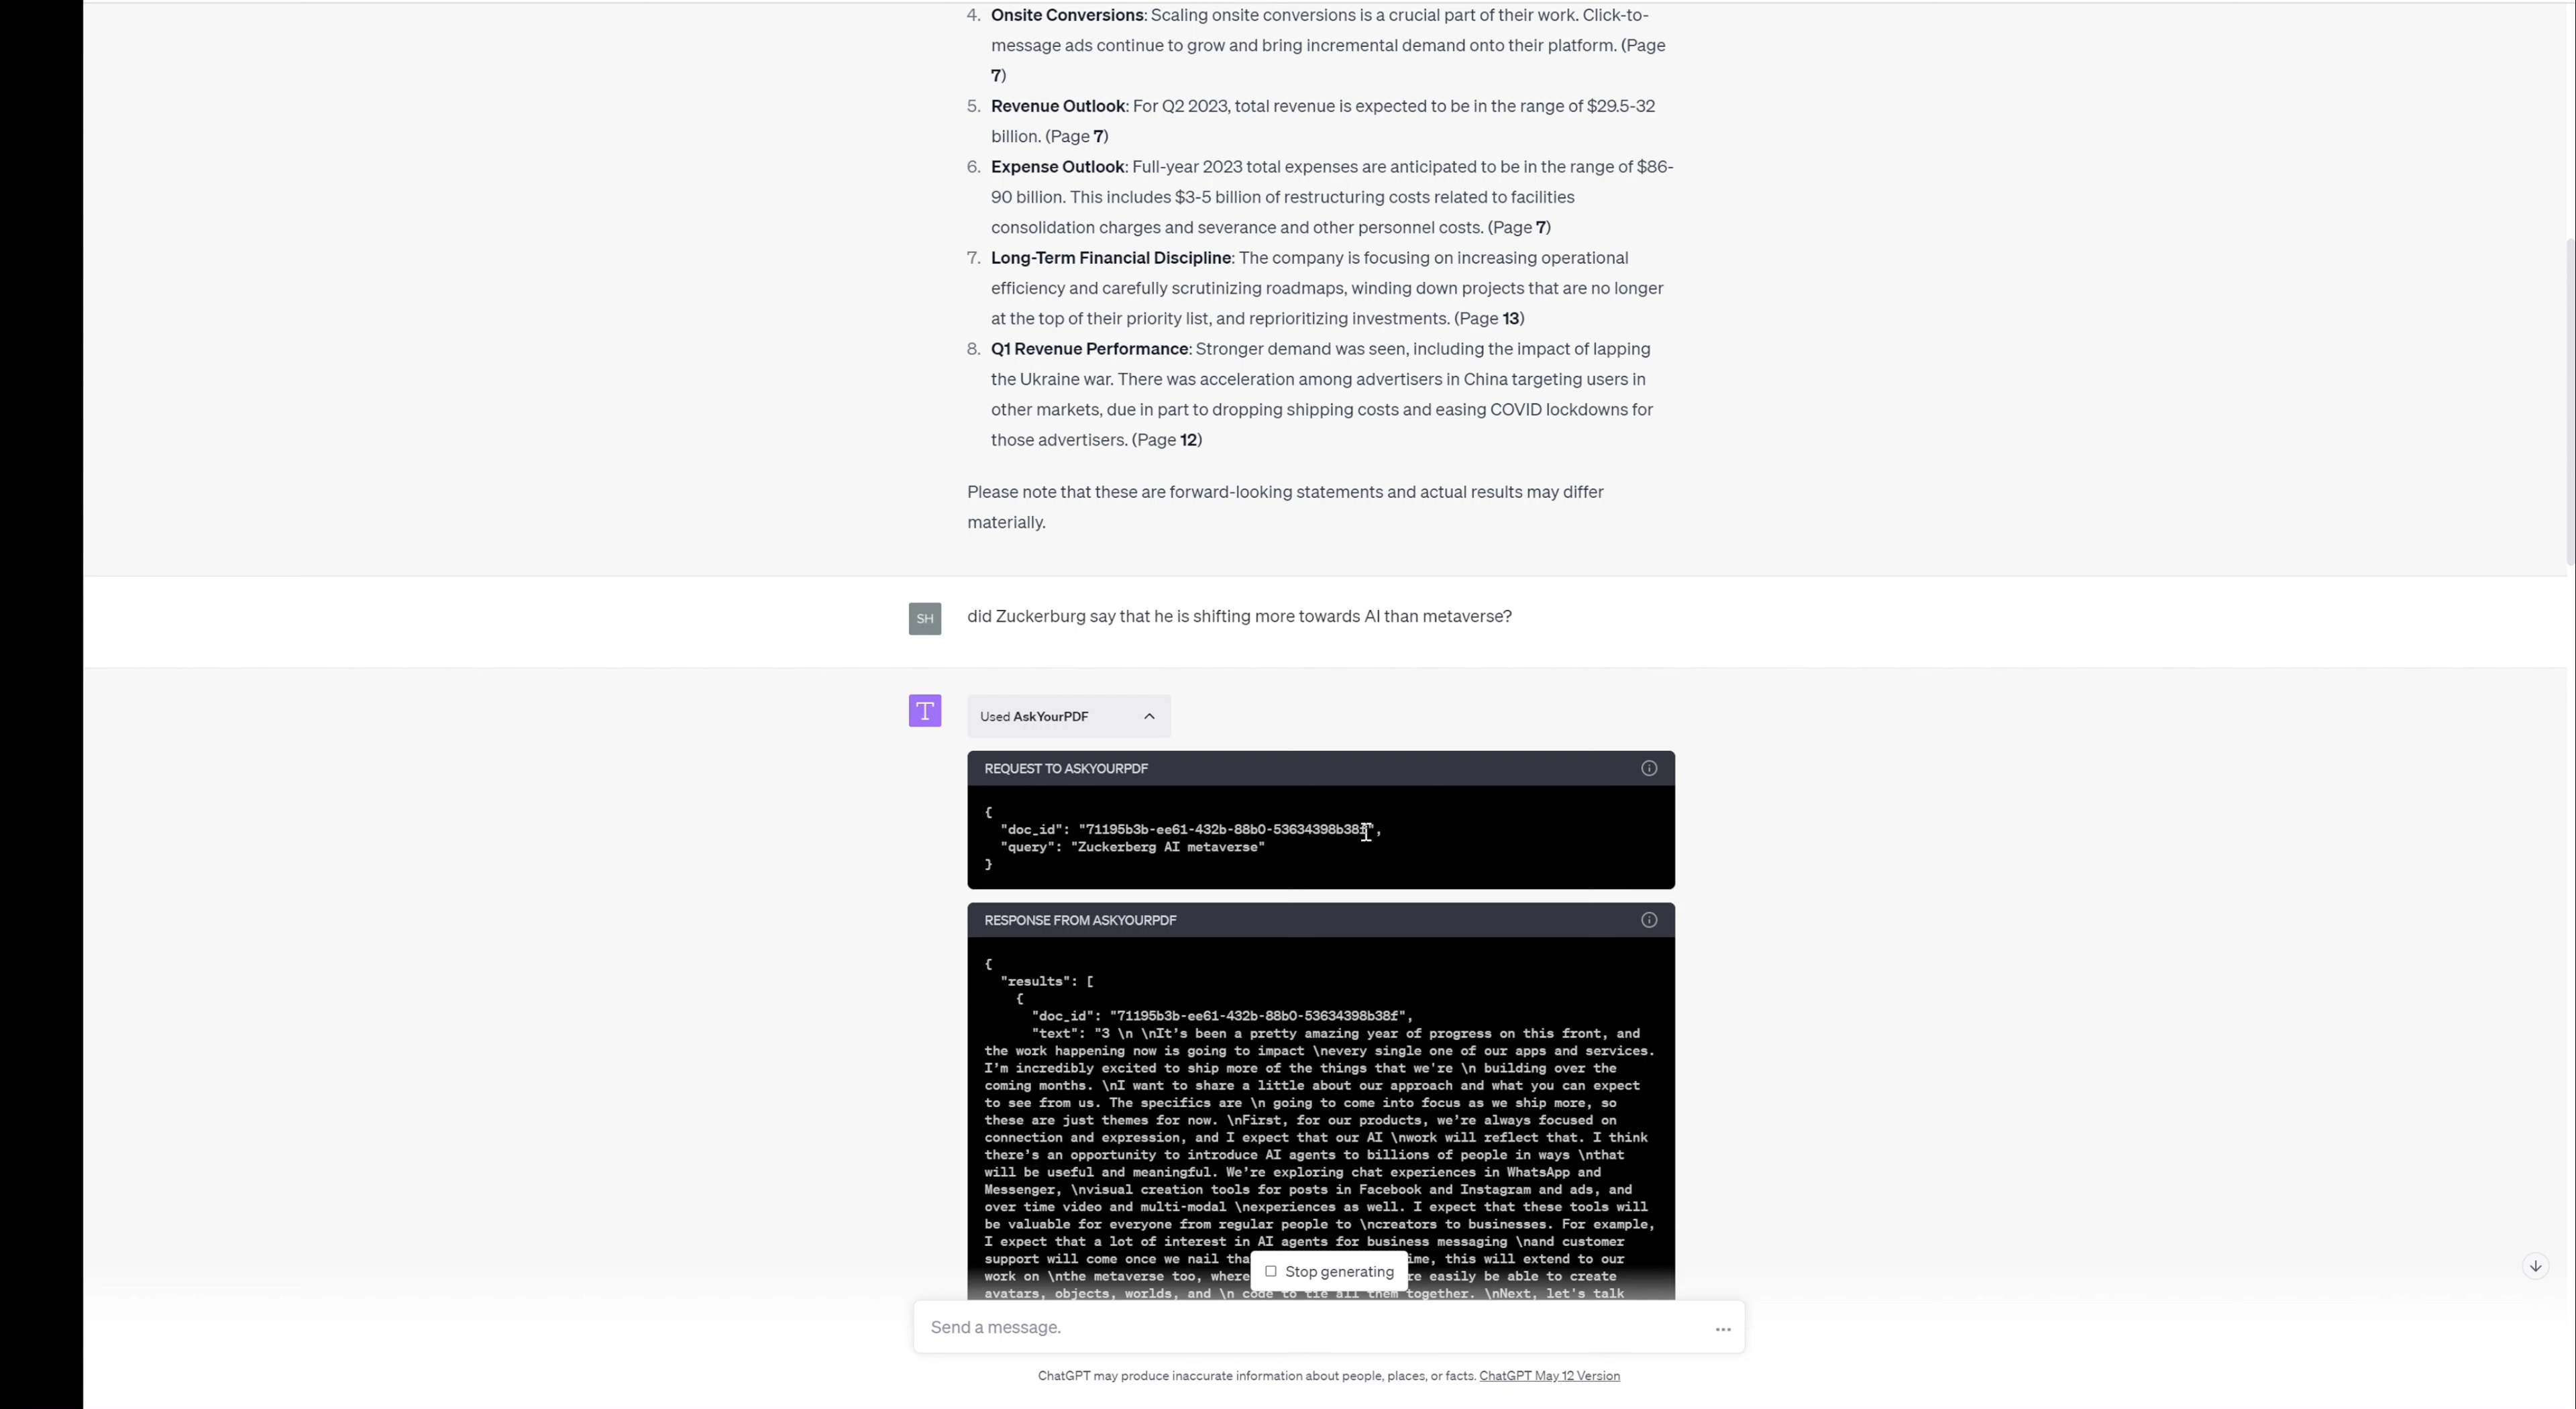 4. Onsite Conversions: Scaling onsite conversions is a crucial part of their work. Click-to-
message ads continue to grow and bring incremental demand onto their platform. (Page
7)
5. Revenue Outlook: For Q2 2023, total revenue is expected to be in the range of $29.5-32
billion. (Page 7)
6. Expense Outlook: Full-year 2023 total expenses are anticipated to be in the range of $86-
90 billion. This includes $3-5 billion of restructuring costs related to facilities
consolidation charges and severance and other personnel costs. (Page 7)
7. Long-Term Financial Discipline: The company is focusing on increasing operational
efficiency and carefully scrutinizing roadmaps, winding down projects that are no longer
at the top of their priority list, and reprioritizing investments. (Page 13)
8. Q1 Revenue Performance: Stronger demand was seen, including the impact of lapping
the Ukraine war. There was acceleration among advertisers in China targeting users in
other markets, due in part to dropping shipping costs and easing COVID lockdowns for
those advertisers. (Page 12)
Please note that these are forward-looking statements and actual results may differ
materially.
SH did Zuckerburg say that he is shifting more towards AI than metaverse?
T Used AskYourPDF
REQUEST TO ASKYOURPDF
{
"doc_id": "71195b3b-ee61-432b-88b0-53634398b38f",
"query": "Zuckerberg AI metaverse"
}
RESPONSE FROM ASKYOURPDF
{
"results": [
{
"doc_id": "71195b3b-ee61-432b-88b0-53634398b38f",
"text": "3 \n \nIt's been a pretty amazing year of progress on this front, and
the work happening now is going to impact \nevery single one of our apps and services.
I'm incredibly excited to ship more of the things that we're \n building over the
coming months. \nI want to share a little about our approach and what you can expect
to see from us. The specifics are \n going to come into focus as we ship more, so
these are just themes for now. \nFirst, for our products, we're always focused on
connection and expression, and I expect that our AI \nwork will reflect that. I think
there's an opportunity to introduce AI agents to billions of people in ways \nthat
will be useful and meaningful. We're exploring chat experiences in WhatsApp and
Messenger, \nvisual creation tools for posts in Facebook and Instagram and ads, and
over time video and multi-modal \nexperiences as well. I expect that these tools will
be valuable for everyone from regular people to \ncreators to businesses. For example,
I expect that a lot of interest in AI agents for business messaging \nand customer
support will come once we nail tha ime, this will extend to our
work on \nthe metaverse too, where re easily be able to create
avatars, objects, worlds, and \n code to tie all them together. \nNext, let's talk
Stop generating
Send a message.
ChatGPT may produce inaccurate information about people, places, or facts. ChatGPT May 12 Version